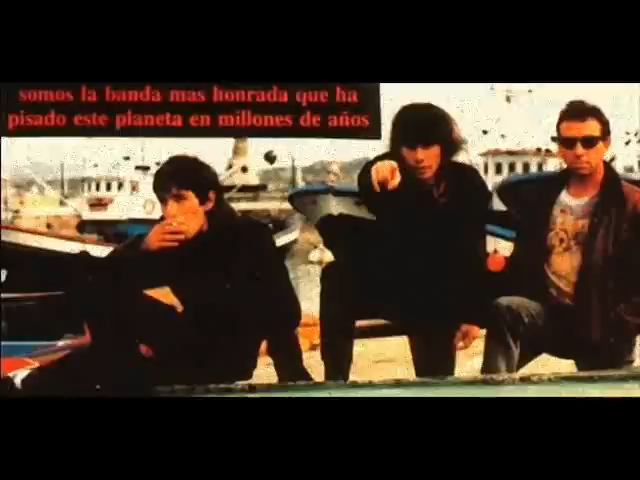 somos la banda mas honrada que ha
pisado este planeta en millones de años